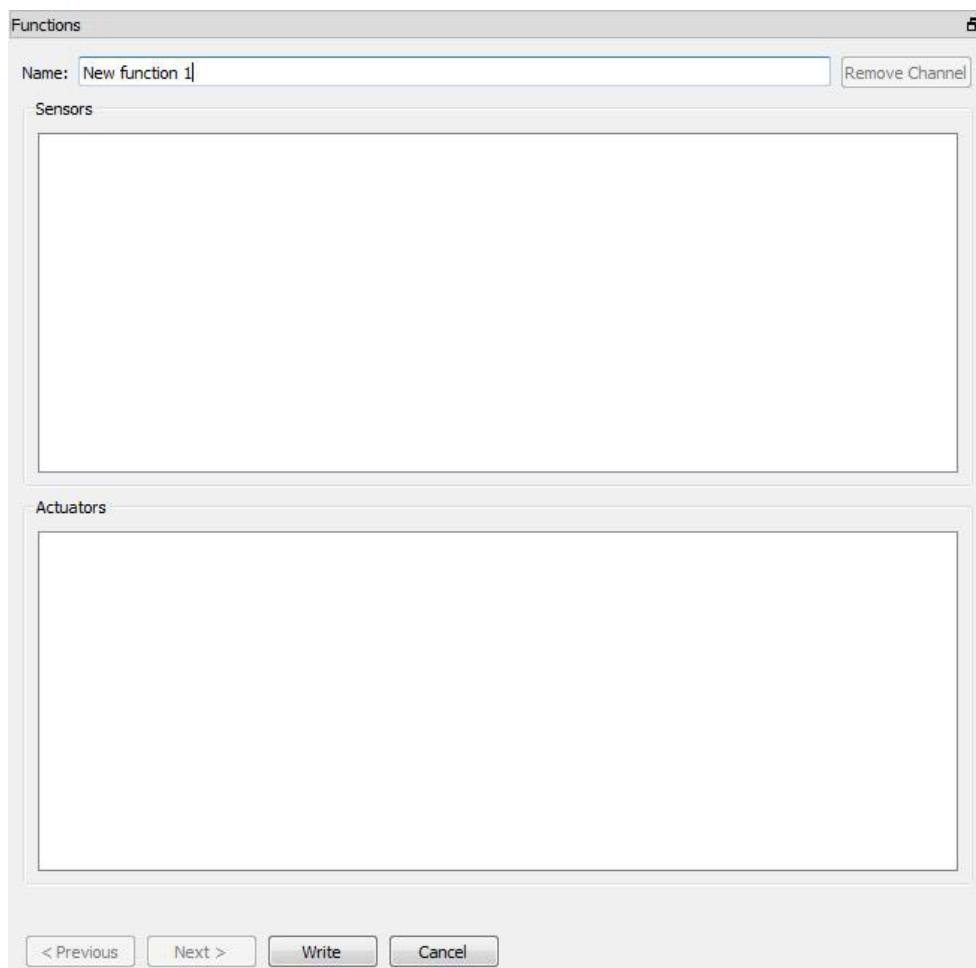 Functions
Name: New function 1 Remove Channel
Sensors
Actuators
< Previous Next > Write Cancel